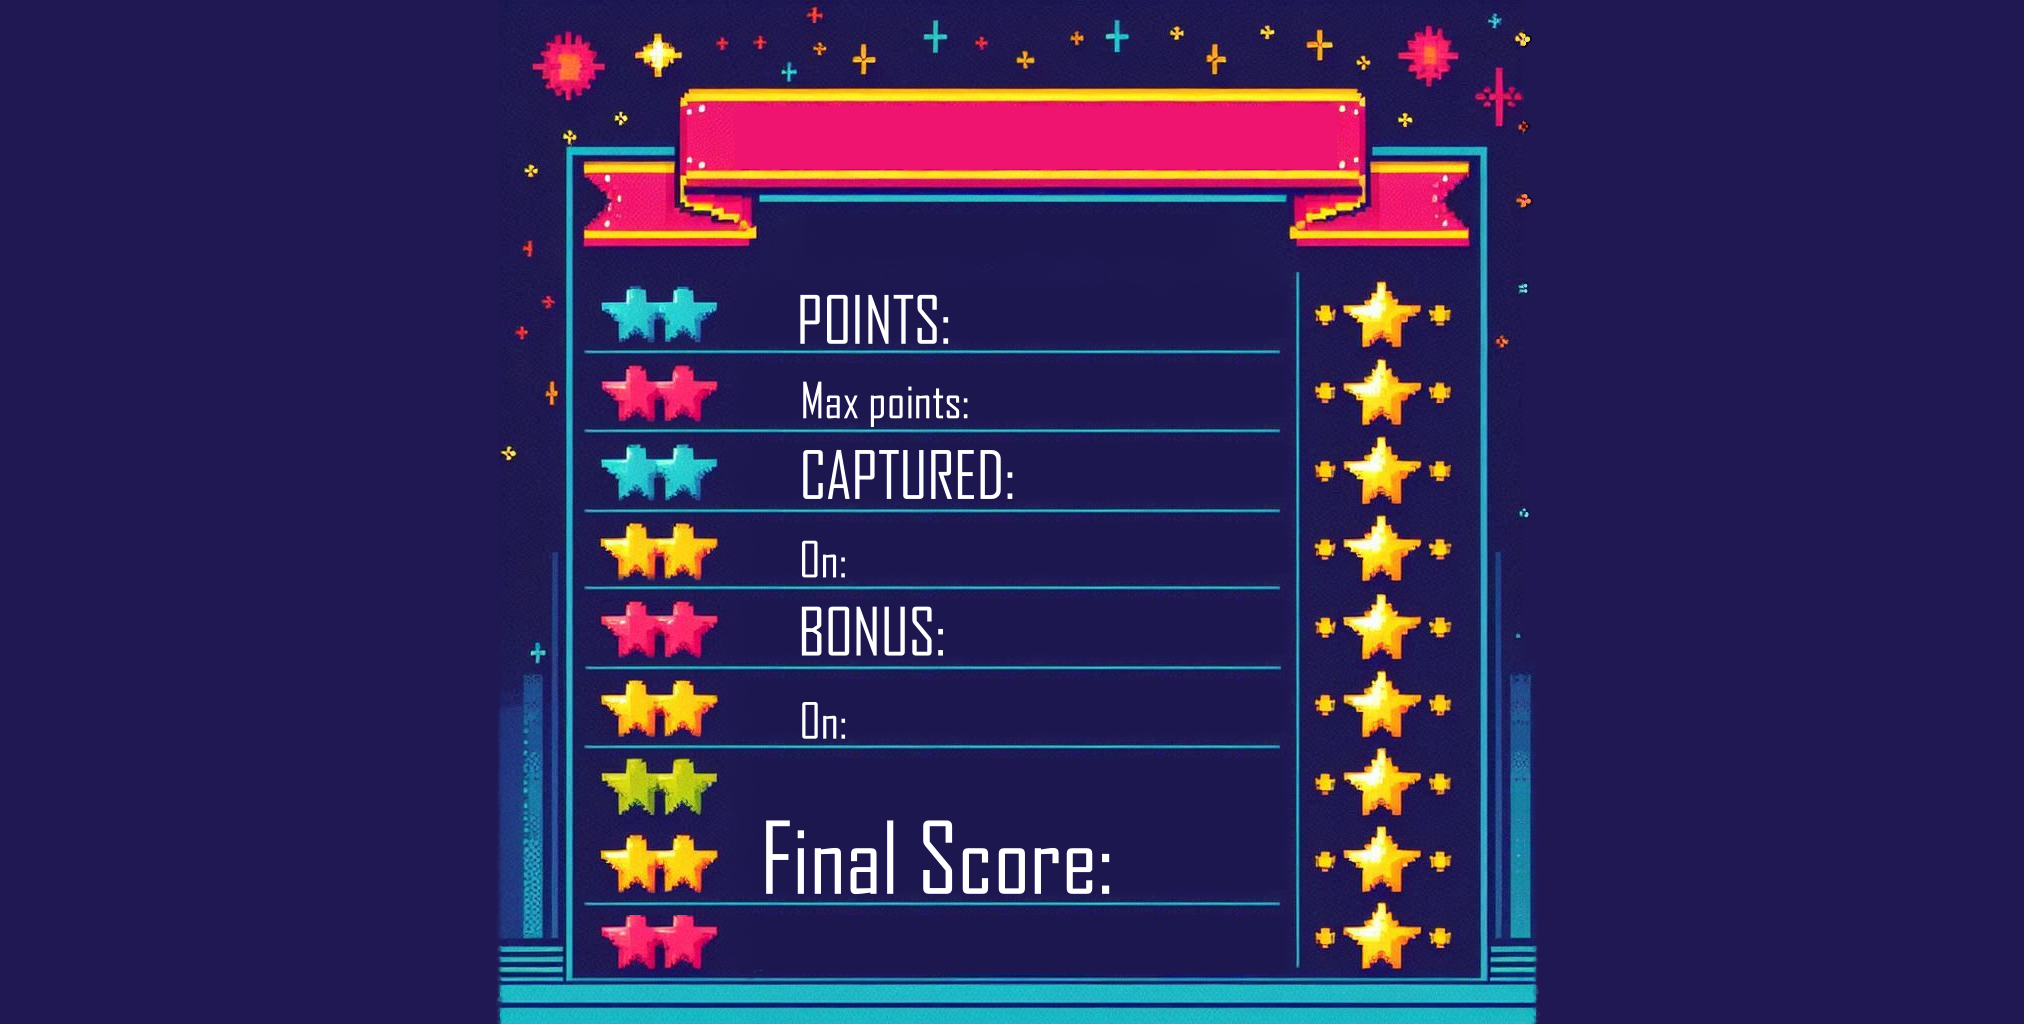 POINTS:
Max points:
CAPTURED:
On:
BONUS:
On:
Final Score: